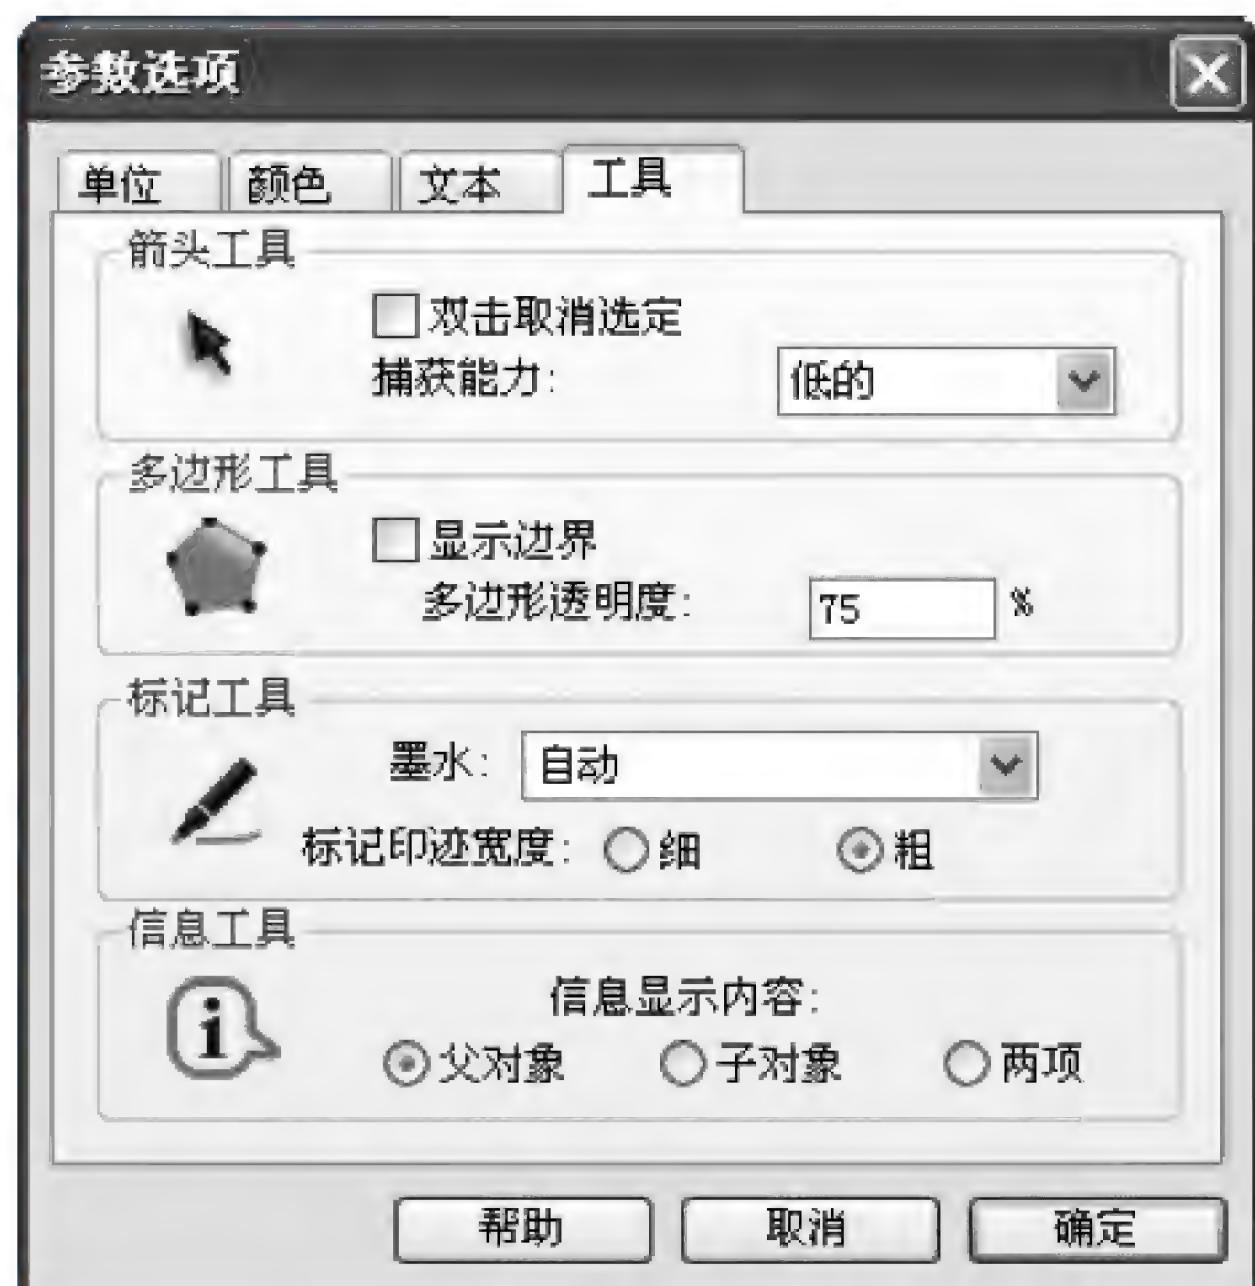 参数选项
单位 颜色 文本 工具
箭头工具
双击取消选定
捕获能力: 低的
多边形工具
显示边界
多边形透明度: 75 %
标记工具
墨水: 自动
标记印迹宽度: 细 粗
信息工具
信息显示内容:
父对象 子对象 两项
帮助 取消 确定